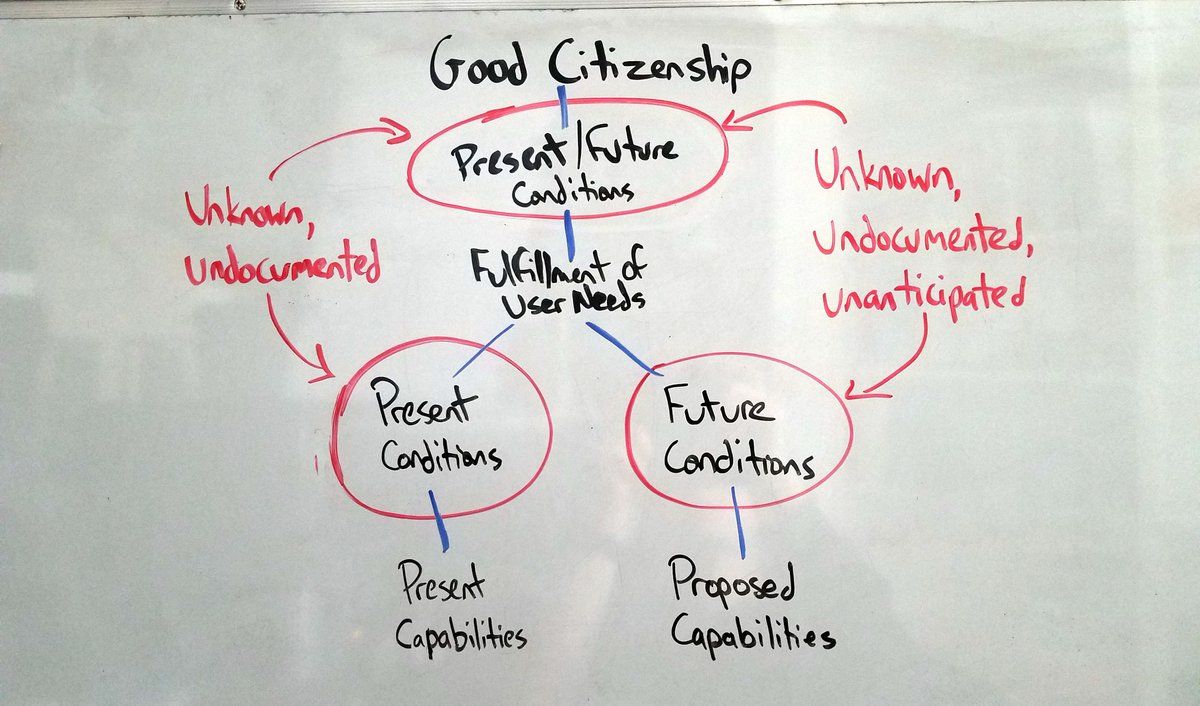 Good Citizenship
Present/Future
Conditions
Unknown,
undocumented
Unknown,
Undocumented,
unanticipated
Fulfillment of
User Needs
Present
Conditions
Future
Conditions
Present
Capabilities
Proposed
Capabilities